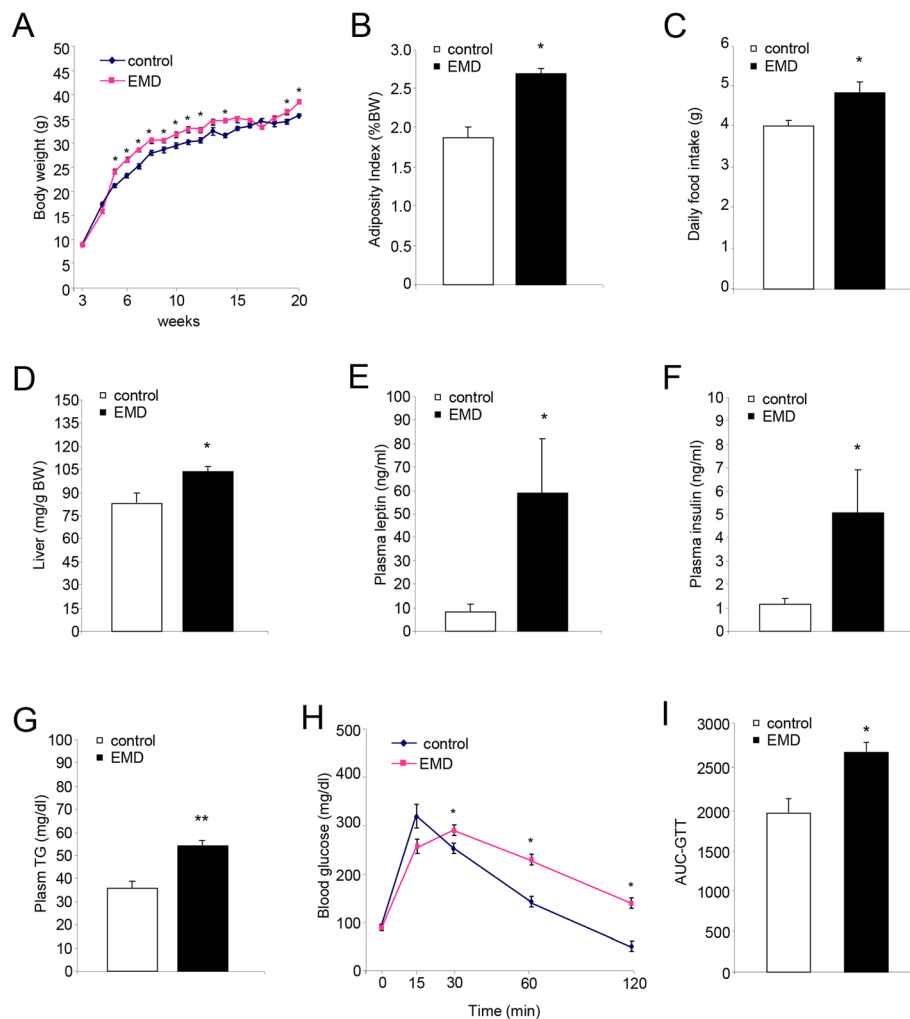 A
control
EMD
50
45
40
35
30
25
20
15
10
5
0
Body weight (g)
* * * * * * * * * * *
3 6 10 15 20
weeks
B
control
EMD
3.0
2.5
2.0
1.5
1.0
0.5
0
Adiposity Index (%BW)
*
C
control
EMD
6
5
4
3
2
1
0
Daily food intake (g)
*
D
control
EMD
150
135
120
105
90
75
60
45
30
15
0
Liver (mg/g BW)
*
E
control
EMD
100
90
80
70
60
50
40
30
20
10
0
Plasma leptin (ng/ml)
*
F
control
EMD
10
9
8
7
6
5
4
3
2
1
0
Plasma insulin (ng/ml)
*
G
control
EMD
100
90
80
70
60
50
40
30
20
10
0
Plasm TG (mg/dl)
**
H
control
EMD
500
400
300
200
100
0
Blood glucose (mg/dl)
* * *
0 15 30 60 120
Time (min)
I
control
EMD
3000
2500
2000
1500
1000
500
0
AUC-GTT
*